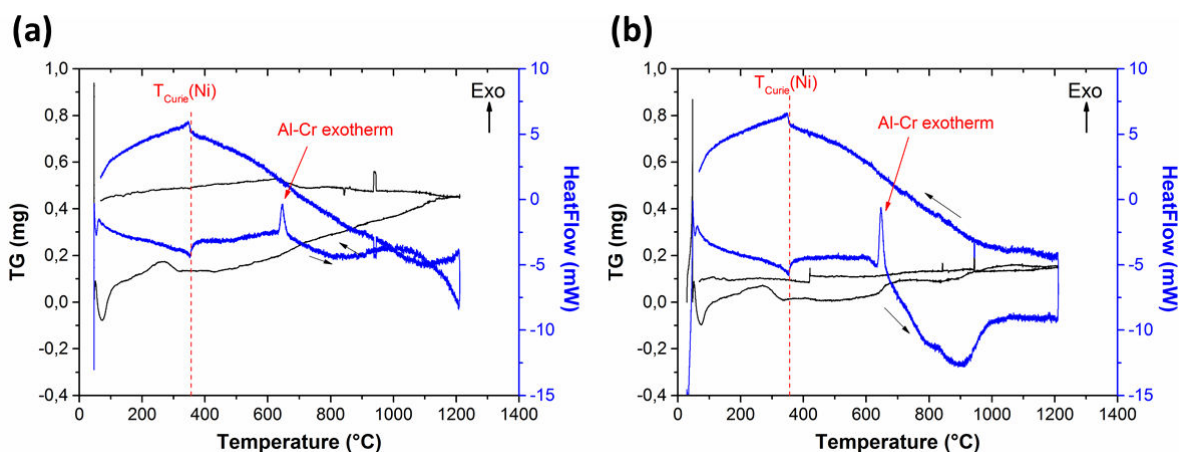 (a)
(b)
1,0
0,8
0,6
0,4
0,2
0,0
-0,2
-0,4
TG (mg)
0 200 400 600 800 1000 1200 1400
Temperature (°C)
10
5
0
-5
-10
-15
HeatFlow (mW)
T_Curie(Ni)
Al-Cr exotherm
Exo
1,0
0,8
0,6
0,4
0,2
0,0
-0,2
-0,4
TG (mg)
0 200 400 600 800 1000 1200 1400
Temperature (°C)
10
5
0
-5
-10
-15
HeatFlow (mW)
T_Curie(Ni)
Al-Cr exotherm
Exo